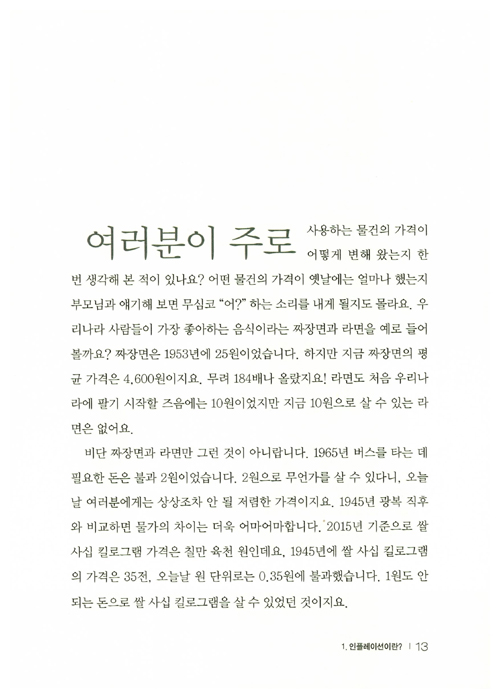 여러분이 주로 사용하는 물건의 가격이
어떻게 변해 왔는지 한
번 생각해 본 적이 있나요? 어떤 물건의 가격이 옛날에는 얼마나 했는지
부모님과 얘기해 보면 무심코 “어?” 하는 소리를 내게 될지도 몰라요. 우
리나라 사람들이 가장 좋아하는 음식이라는 짜장면과 라면을 예로 들어
볼까요? 짜장면은 1953년에 25원이었습니다. 하지만 지금 짜장면의 평
균 가격은 4,600원이지요. 무려 184배나 올랐지요! 라면도 처음 우리나
라에 팔기 시작할 즈음에는 10원이었지만 지금 10원으로 살 수 있는 라
면은 없어요.
비단 짜장면과 라면만 그런 것이 아니랍니다. 1965년 버스를 타는 데
필요한 돈은 불과 2원이었습니다. 2원으로 무언가를 살 수 있다니, 오늘
날 여러분에게는 상상조차 안 될 저렴한 가격이지요. 1945년 광복 직후
와 비교하면 물가의 차이는 더욱 어마어마합니다. 2015년 기준으로 쌀
사십 킬로그램 가격은 칠만 육천 원인데요, 1945년에 쌀 사십 킬로그램
의 가격은 35전, 오늘날 원 단위로는 0.35원에 불과했습니다. 1원도 안
되는 돈으로 쌀 사십 킬로그램을 살 수 있었던 것이지요.
1. 인플레이션이란? | 13